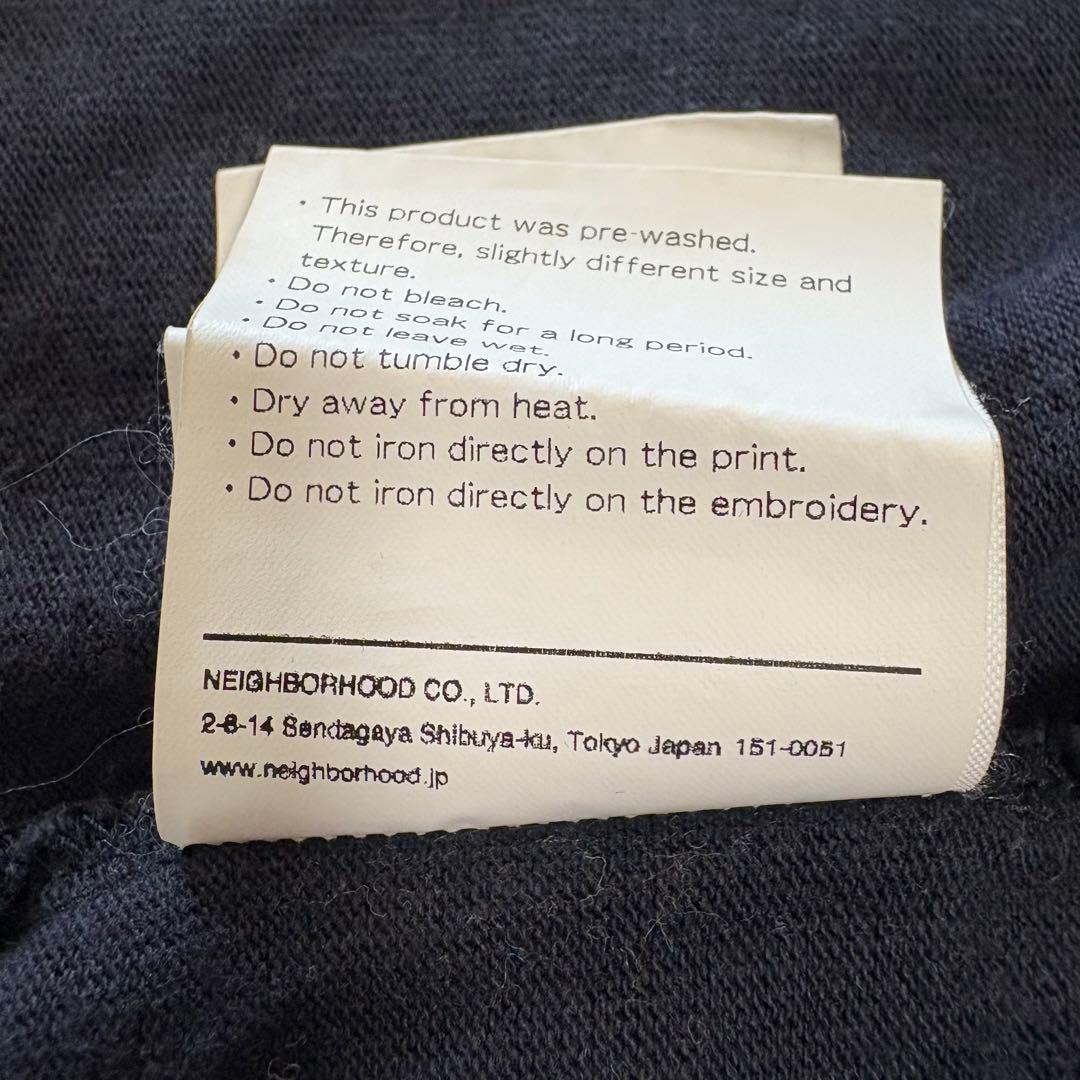 ・This product was pre-washed.
Therefore, slightly different size and
texture.
・Do not bleach.
・Do not soak for a long period.
・Do not leave wet.
・Do not tumble dry.
・Dry away from heat.
・Do not iron directly on the print.
・Do not iron directly on the embroidery.
NEIGHBORHOOD CO., LTD.
2-8-14 Sendagaya Shibuya-ku, Tokyo Japan 151-0051
www.neighborhood.jp